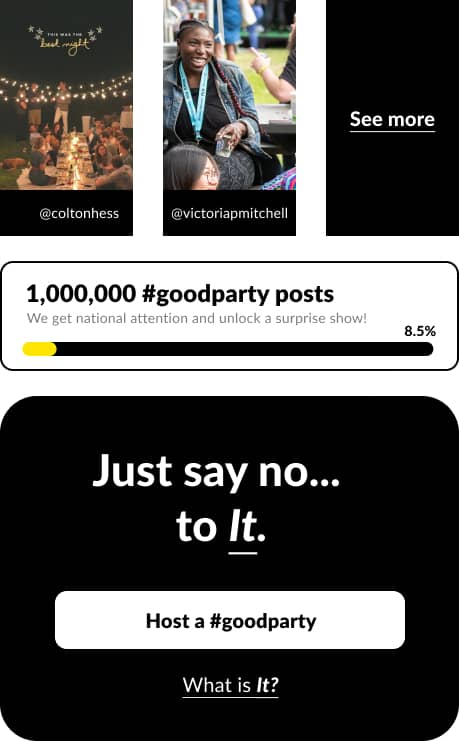 THIS WAS THE
best night
See more
@coltonhess
@victoriapmitchell
1,000,000 #goodparty posts
We get national attention and unlock a surprise show!
8.5%
Just say no...
to It.
Host a #goodparty
What is It?